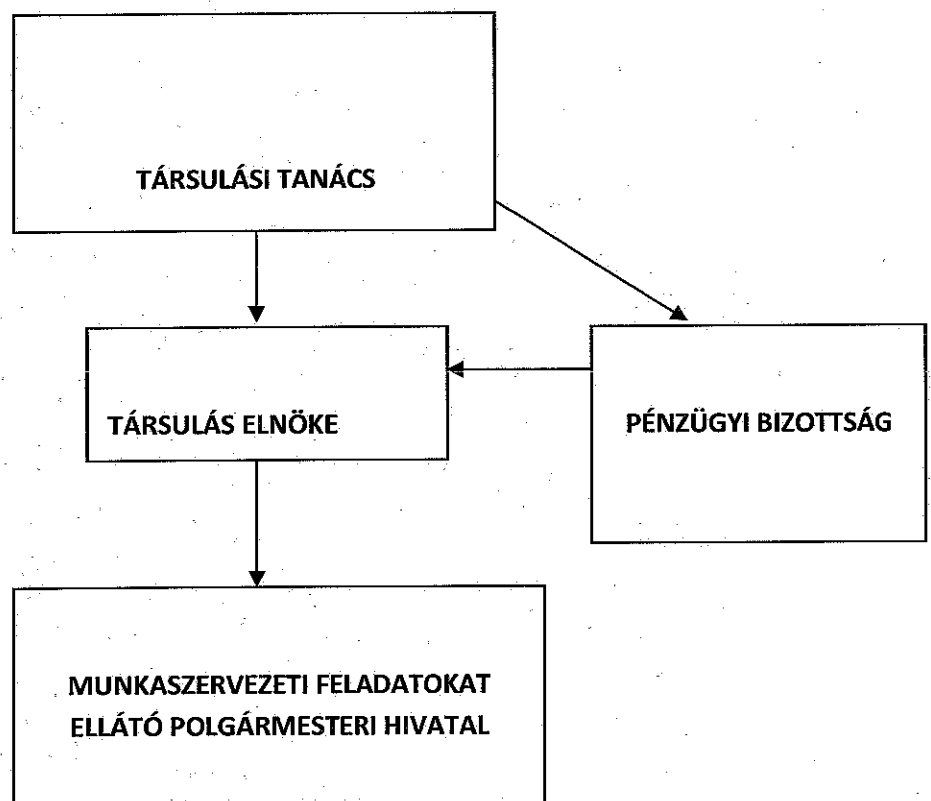 TÁRSULÁSI TANÁCS
TÁRSULÁS ELNÖKE
PÉNZÜGYI BIZOTTSÁG
MUNKASZERVEZETI FELADATOKAT
ELLÁTÓ POLGÁRMESTERI HIVATAL